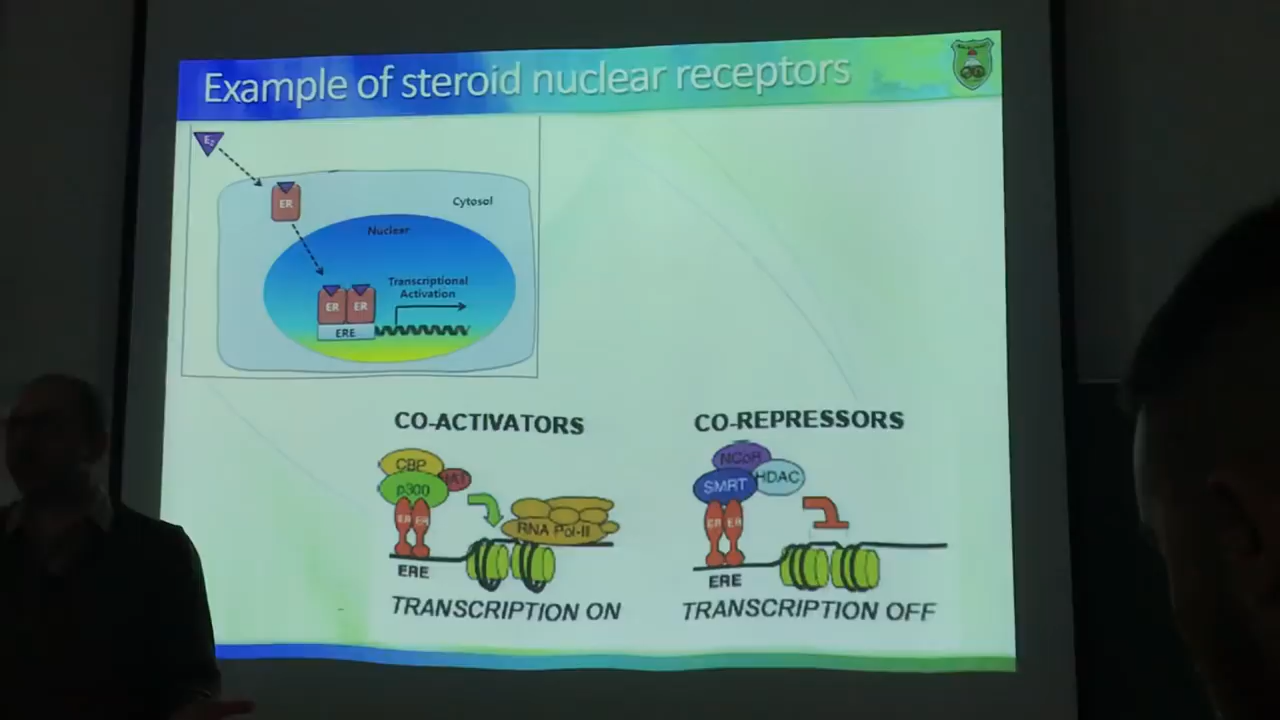 Example of steroid nuclear receptors
E2
ER
Cytosol
Nuclear
Transcriptional
Activation
ER ER
ERE
CO-ACTIVATORS
CBP
HAT
p300
ER ER
RNA Pol-II
ERE
TRANSCRIPTION ON
CO-REPRESSORS
NCoR
HDAC
SMRT
ER ER
ERE
TRANSCRIPTION OFF